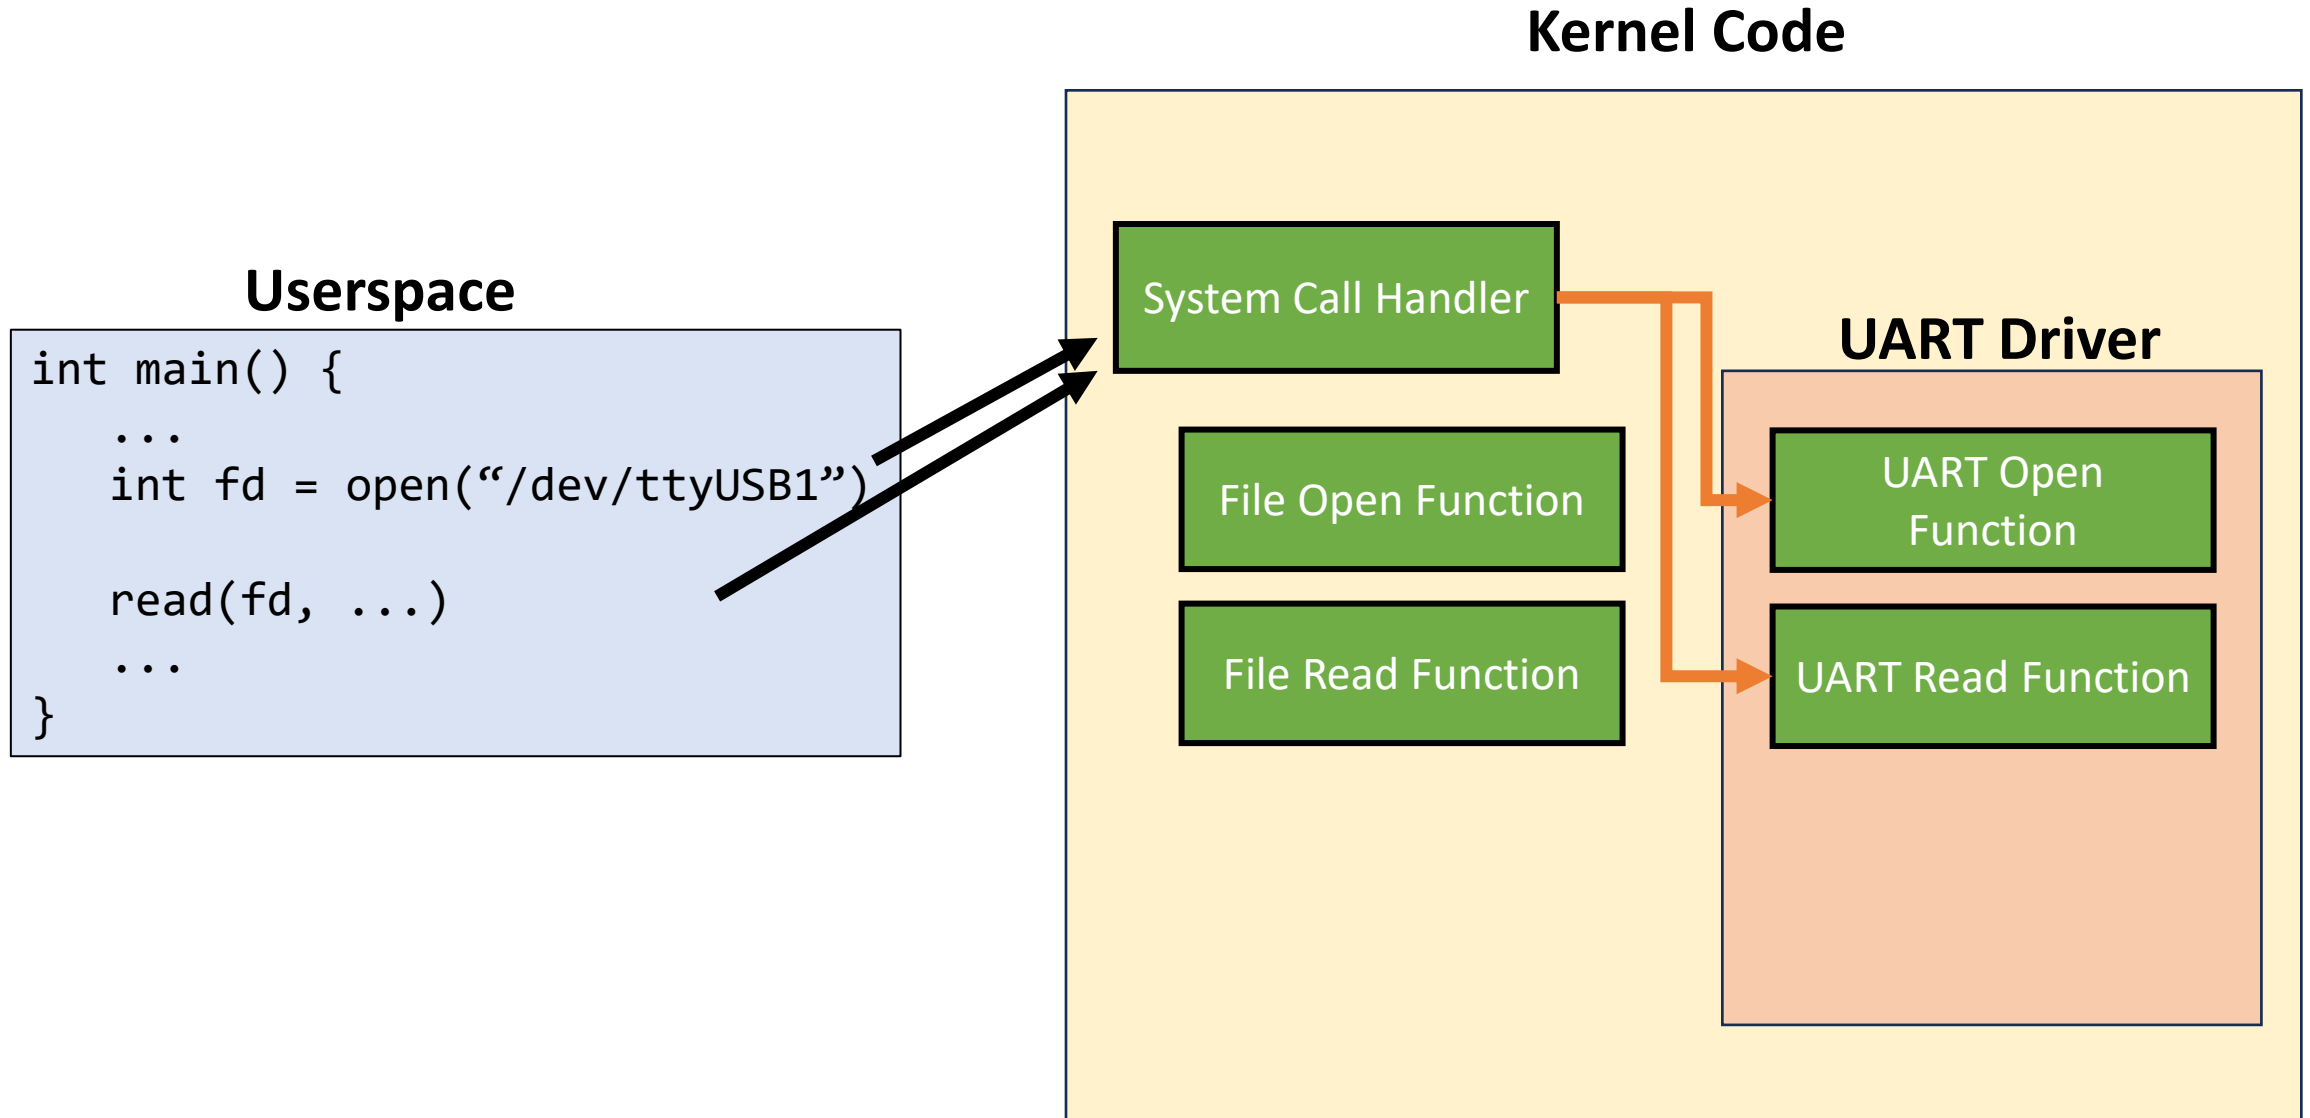 Kernel Code
Userspace
int main() {
...
int fd = open(“/dev/ttyUSB1”)
read(fd, ...)
...
}
System Call Handler
File Open Function
File Read Function
UART Driver
UART Open
Function
UART Read Function